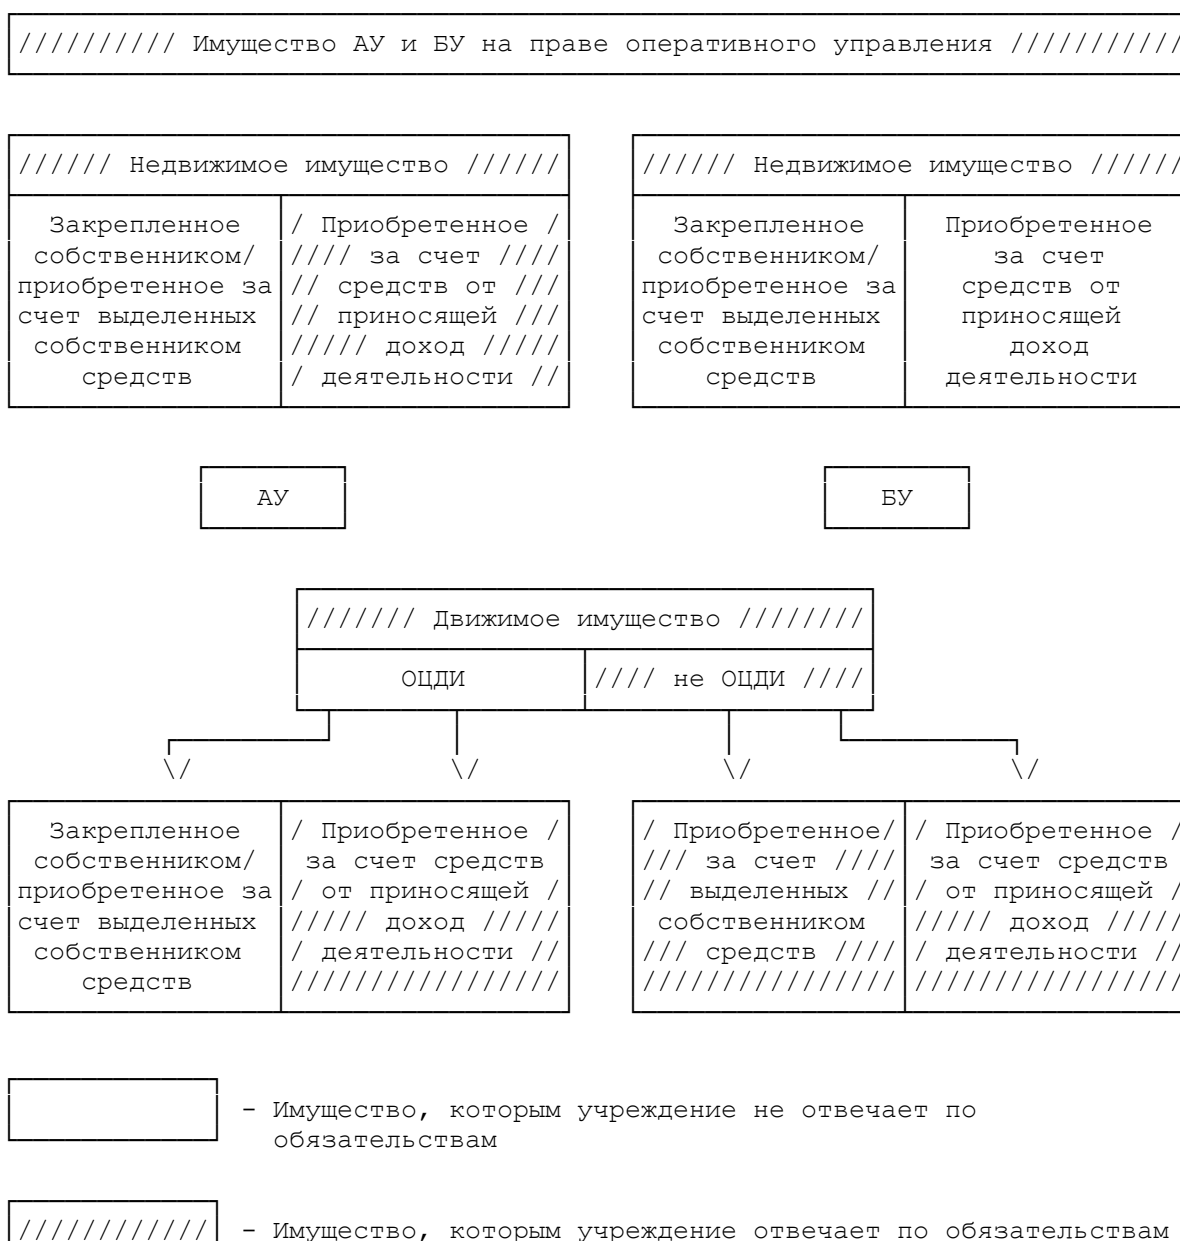 ////////// Имущество АУ и БУ на праве оперативного управления ///////////
////// Недвижимое имущество //////
Закрепленное
собственником/
приобретенное за
счет выделенных
собственником
средств
/ Приобретенное /
//// за счет ////
// средств от ///
// приносящей ///
///// доход /////
/ деятельности //
////// Недвижимое имущество //////
Закрепленное
собственником/
приобретенное за
счет выделенных
собственником
средств
Приобретенное
за счет
средств от
приносящей
доход
деятельности
АУ
БУ
/////// Движимое имущество ////////
ОЦДИ
//// не ОЦДИ ////
\/ \/ \/ \/
Закрепленное
собственником/
приобретенное за
счет выделенных
собственником
средств
/ Приобретенное /
за счет средств
/ от приносящей /
///// доход /////
/ деятельности //
/////////////////
/ Приобретенное/
/// за счет ////
// выделенных //
собственником
/// средств ////
////////////////
/ Приобретенное /
за счет средств
/ от приносящей /
///// доход /////
/ деятельности //
/////////////////
- Имущество, которым учреждение не отвечает по
обязательствам
//////////// - Имущество, которым учреждение отвечает по обязательствам